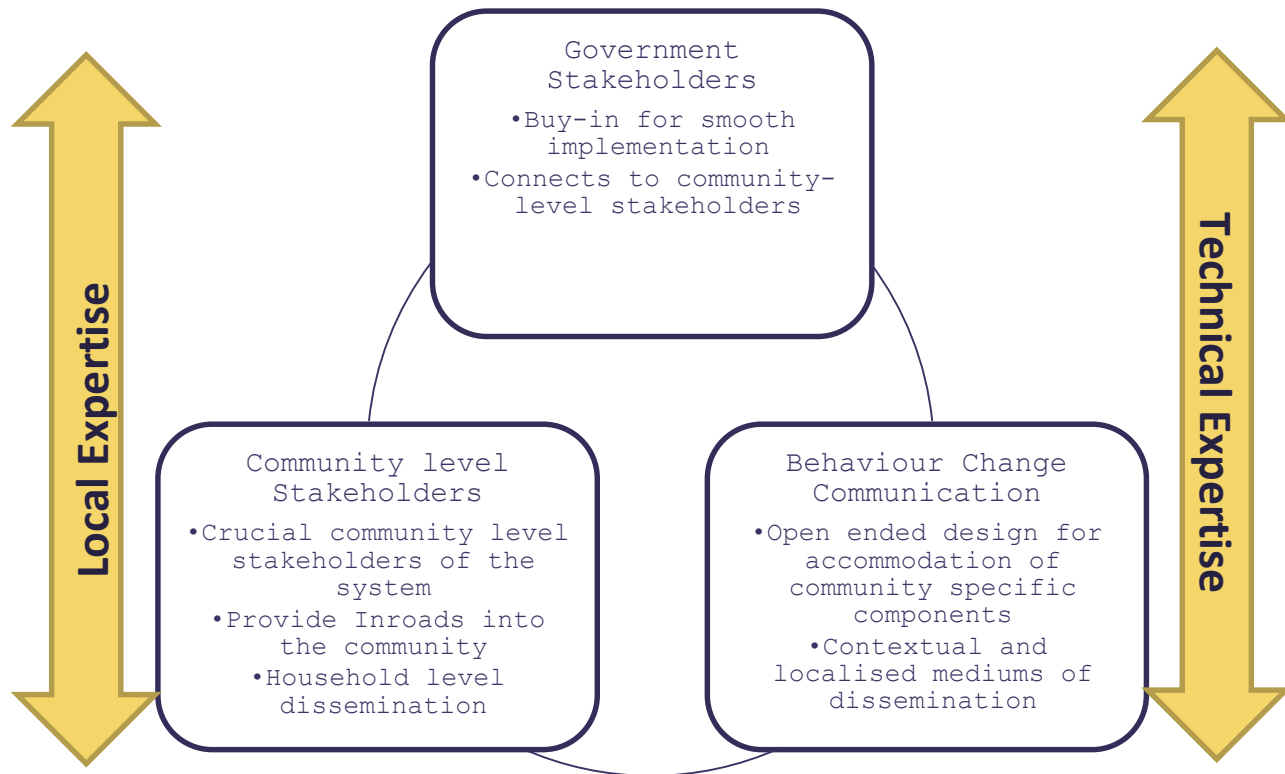 Government
Stakeholders
•Buy-in for smooth
implementation
•Connects to community-
level stakeholders
Local Expertise
Technical Expertise
Community level
Stakeholders
•Crucial community level
stakeholders of the
system
•Provide Inroads into
the community
•Household level
dissemination
Behaviour Change
Communication
•Open ended design for
accommodation of
community specific
components
•Contextual and
localised mediums of
dissemination